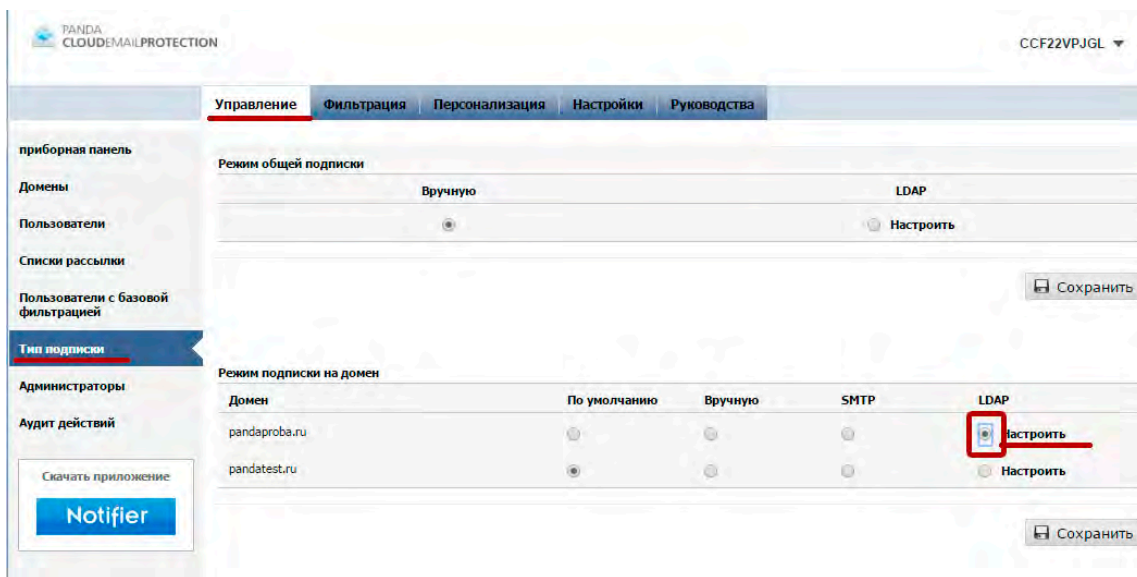 PANDA
CLOUDEMAILPROTECTION
CCF22VPJGL
Управление Фильтрация Персонализация Настройки Руководства
приборная панель
Домены
Пользователи
Списки рассылки
Пользователи с базовой
фильтрацией
Тип подписки
Администраторы
Аудит действий
Скачать приложение
Notifier
Режим общей подписки
Вручную LDAP
Настроить
Сохранить
Режим подписки на домен
Домен По умолчанию Вручную SMTP LDAP
pandaproba.ru Настроить
pandatest.ru Настроить
Сохранить